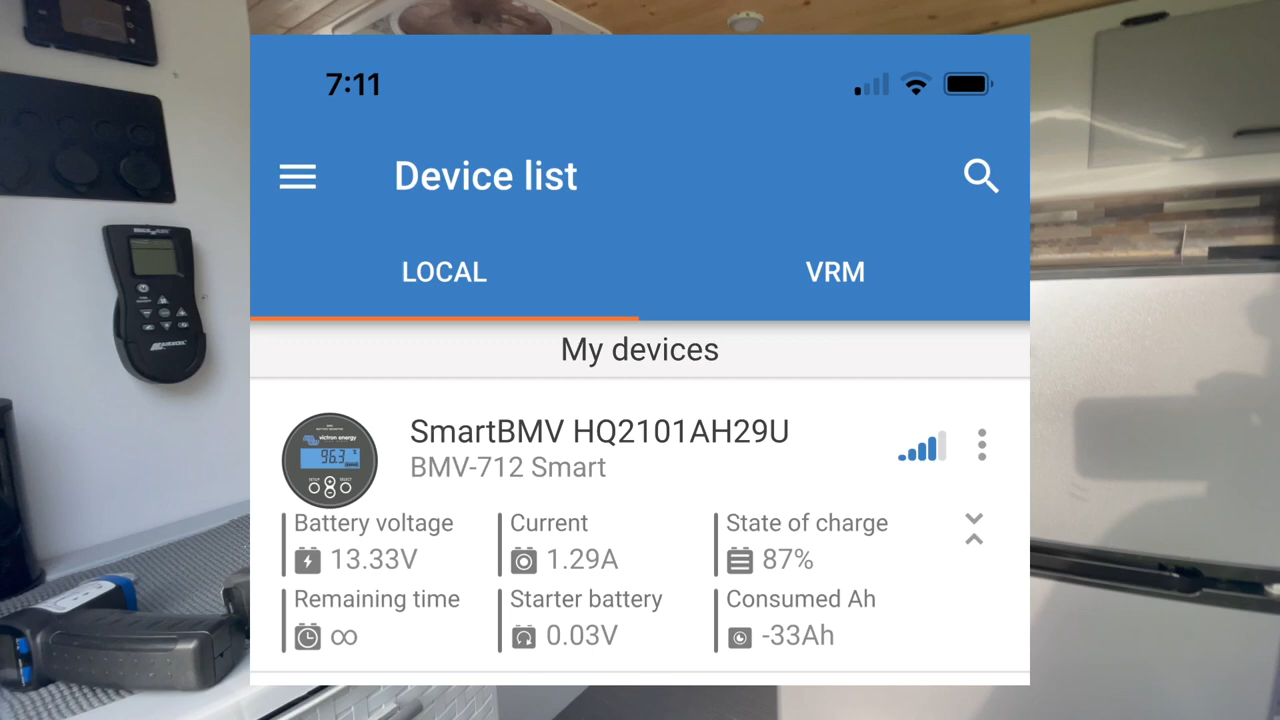 7:11
Device list
LOCAL VRM
My devices
SmartBMV HQ2101AH29U
BMV-712 Smart
victron energy
96.3
SETUP SELECT
Battery voltage Current State of charge
13.33V 1.29A 87%
Remaining time Starter battery Consumed Ah
∞ 0.03V -33Ah